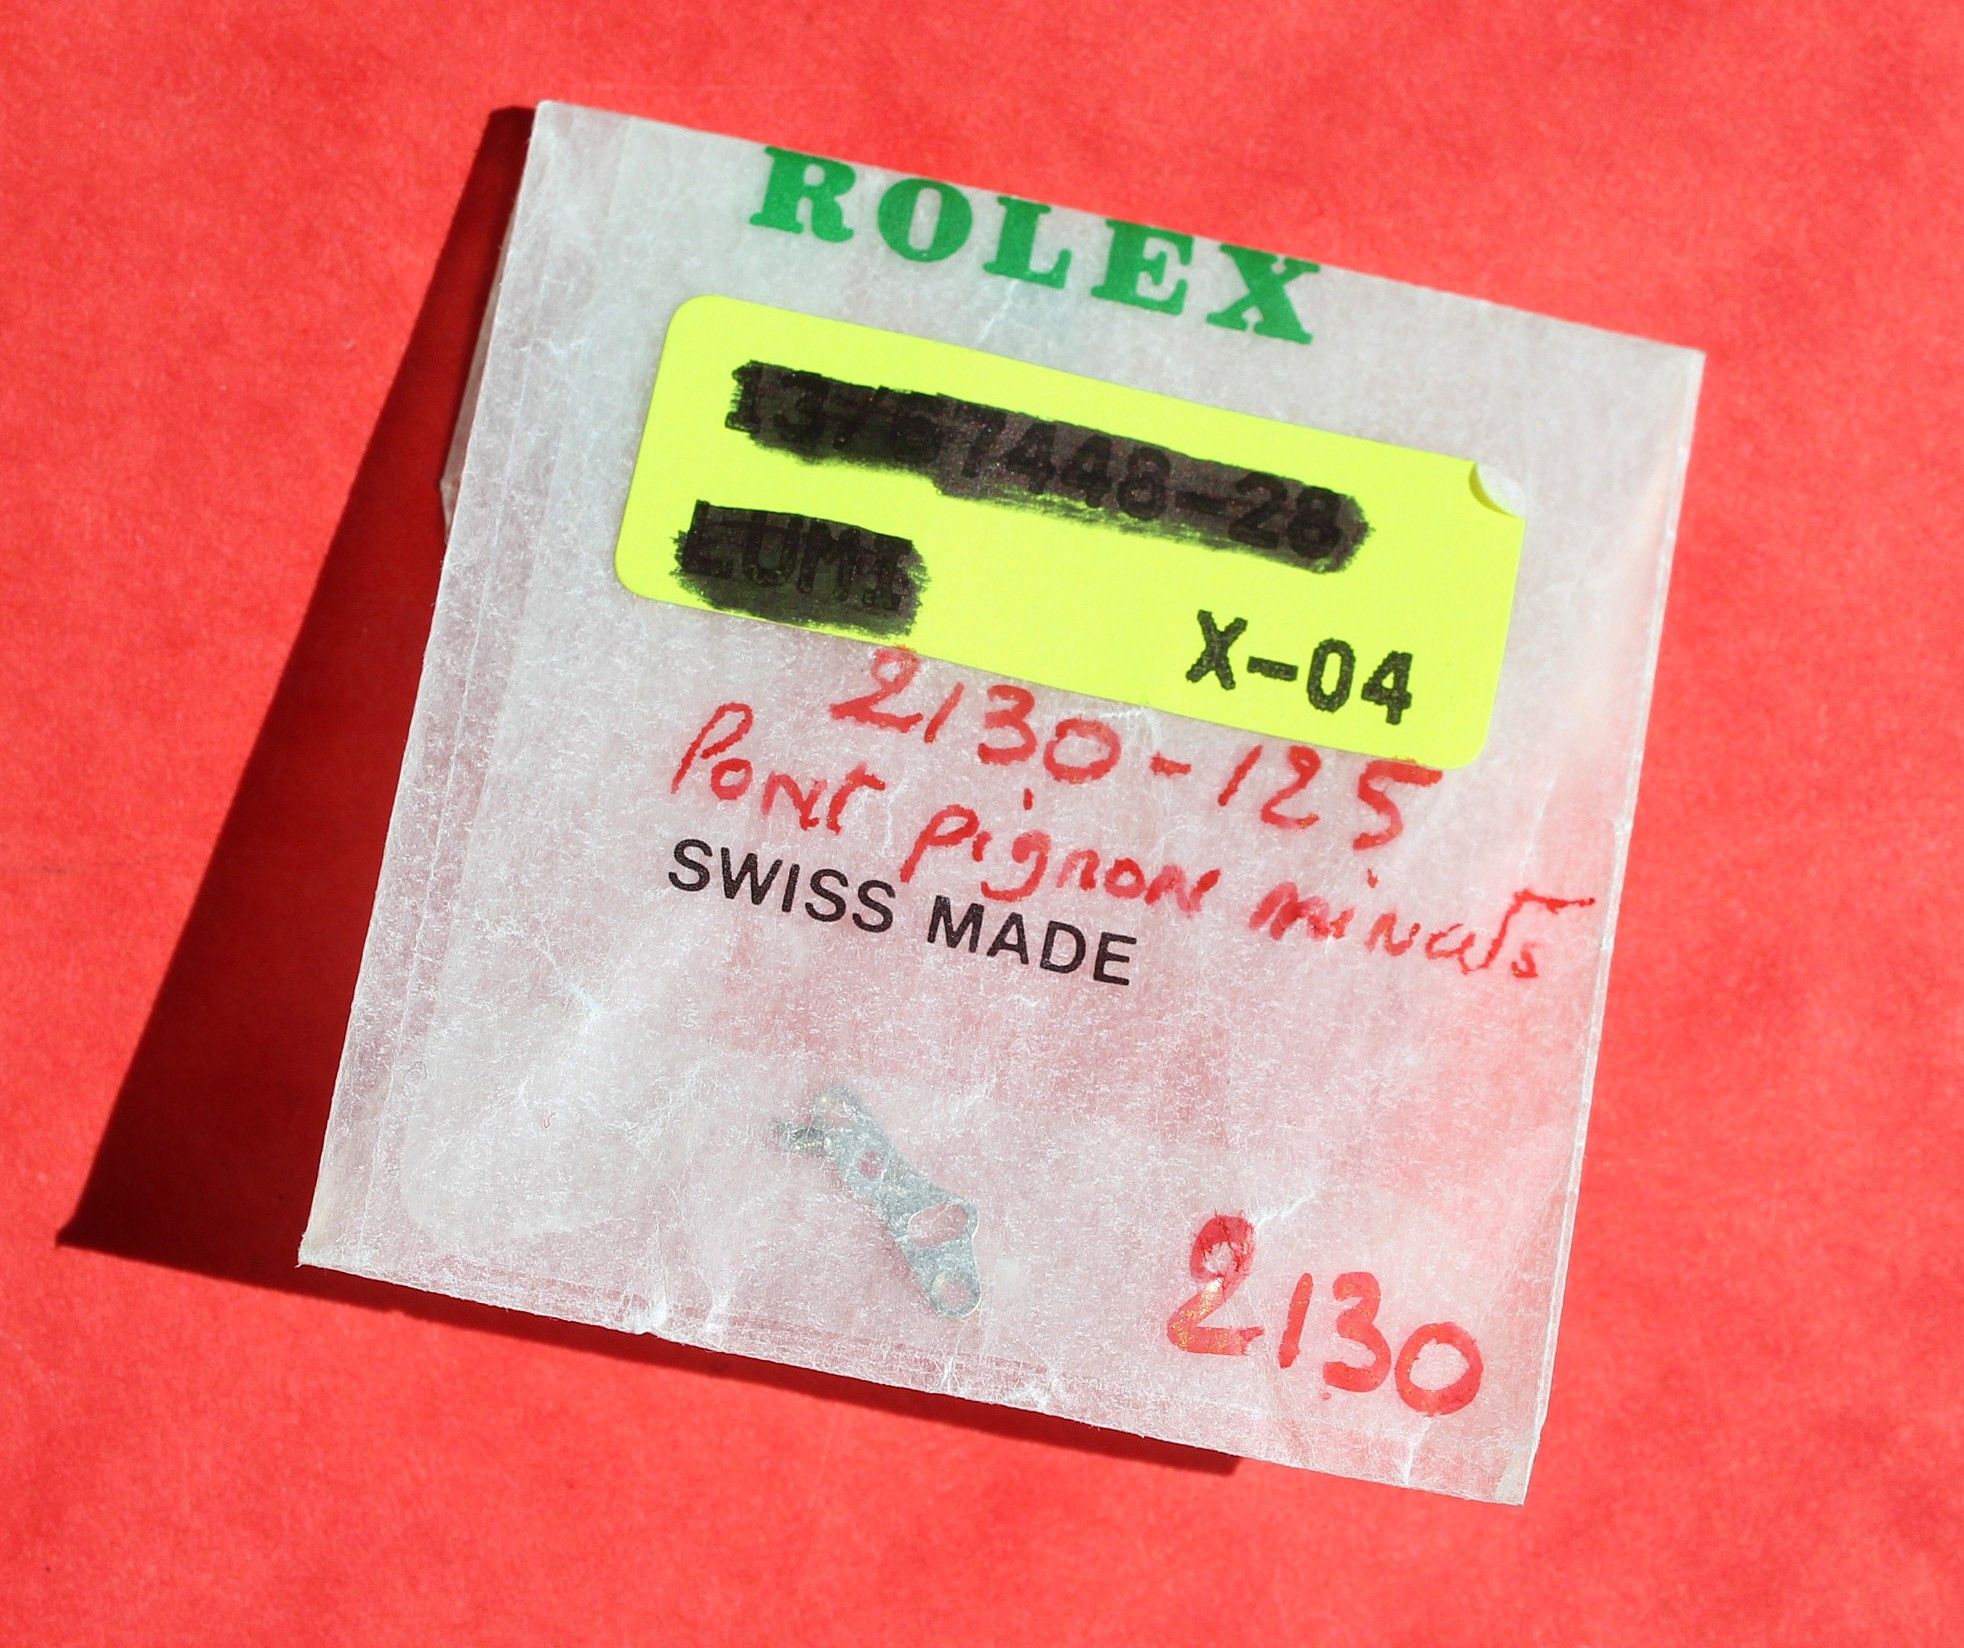 ROLEX
X-04
2130-125
Pont pignon minuts
SWISS MADE
2130